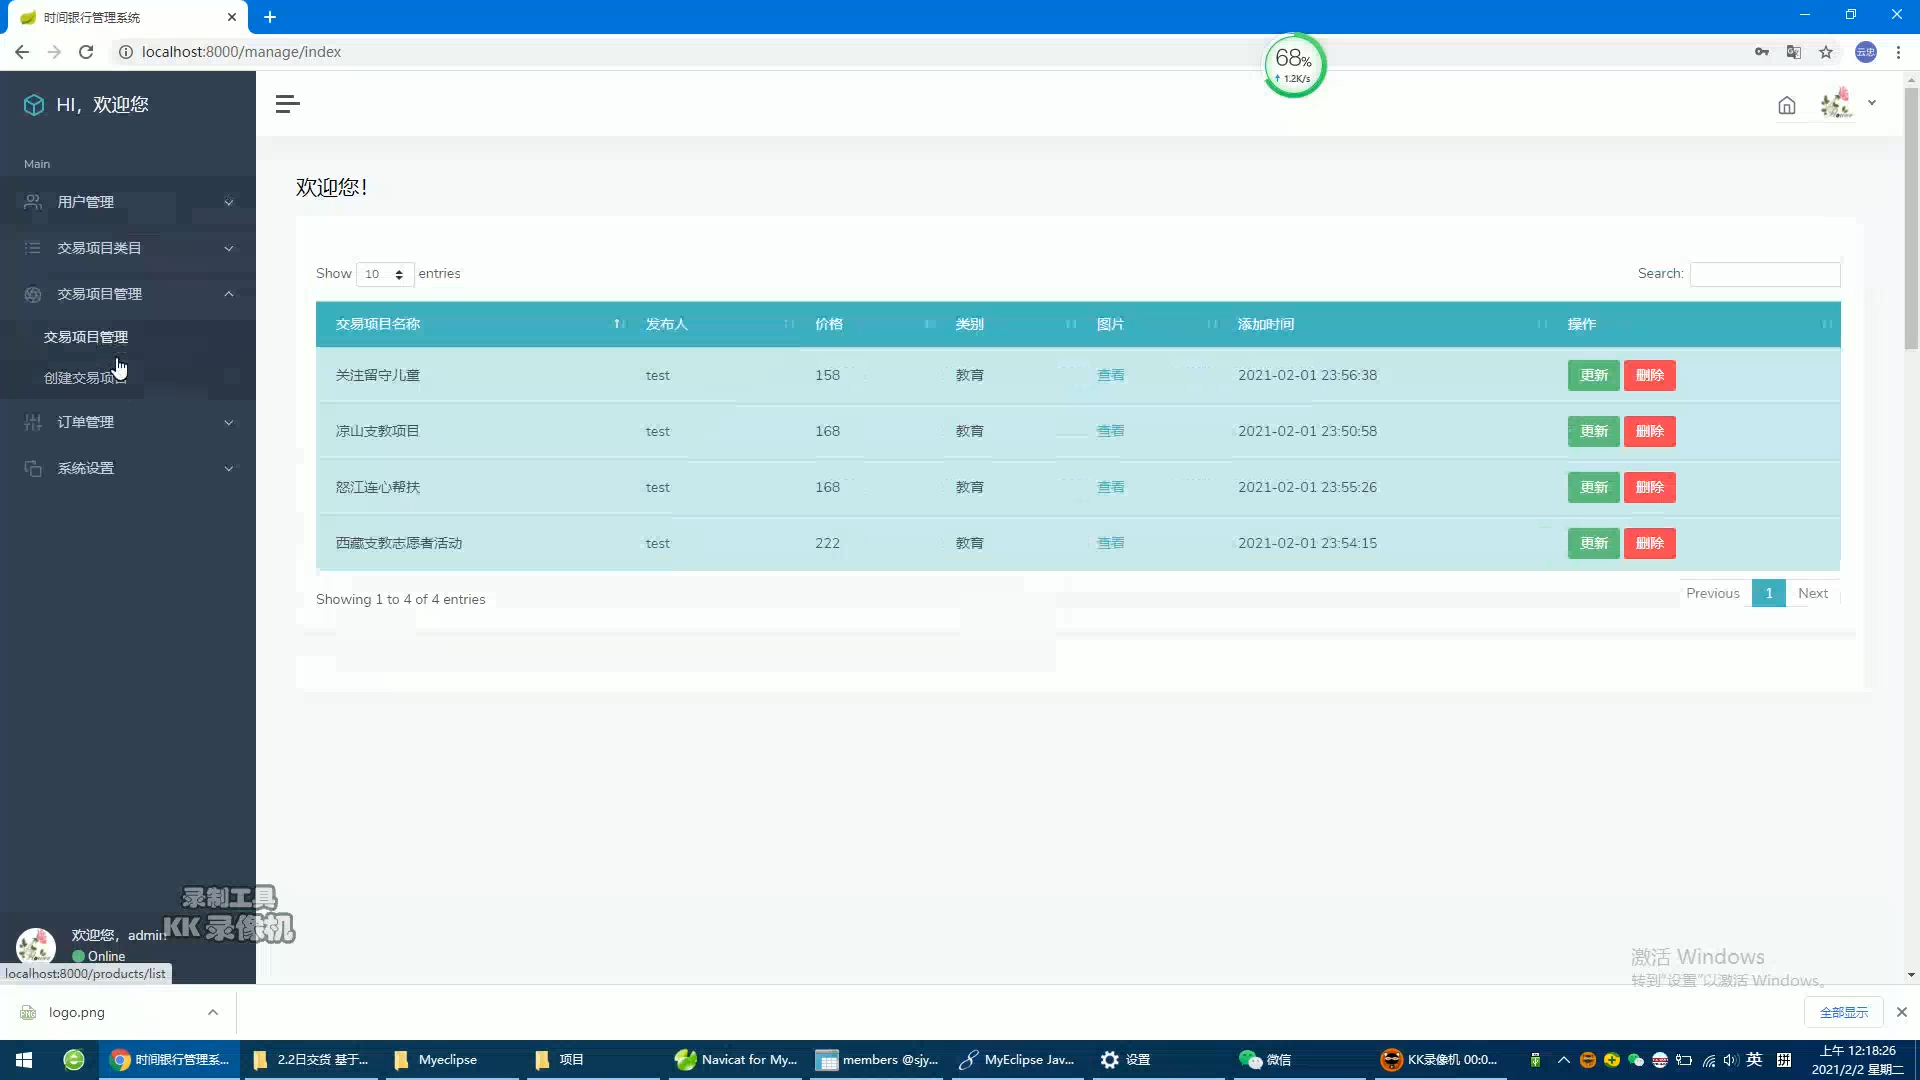 时间银行管理系统
localhost:8000/manage/index
68%
1.2K/s
云忠
HI，欢迎您
Main
用户管理
交易项目类目
交易项目管理
交易项目管理
创建交易项目
订单管理
系统设置
欢迎您！
Show 10 entries
Search:
交易项目名称 发布人 价格 类别 图片 添加时间 操作
关注留守儿童 test 158 教育 查看 2021-02-01 23:56:38 更新 删除
凉山支教项目 test 168 教育 查看 2021-02-01 23:50:58 更新 删除
怒江连心帮扶 test 168 教育 查看 2021-02-01 23:55:26 更新 删除
西藏支教志愿者活动 test 222 教育 查看 2021-02-01 23:54:15 更新 删除
Showing 1 to 4 of 4 entries
Previous 1 Next
录制工具
KK 录像机
欢迎您，admin
Online
localhost:8000/products/list
激活 Windows
转到"设置"以激活 Windows。
logo.png
全部显示
时间银行管理系...
2.2日交货 基于...
Myeclipse
项目
Navicat for My...
members @sjy...
MyEclipse Jav...
设置
微信
KK录像机 00:0...
英
拼
上午 12:18:26
2021/2/2 星期二